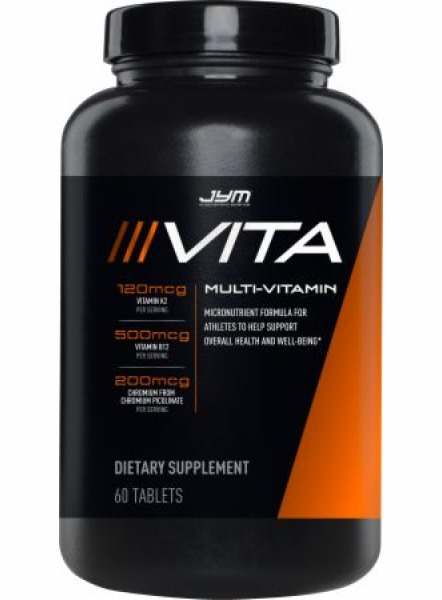 JYM
///VITA
MULTI-VITAMIN
MICRONUTRIENT FORMULA FOR
ATHLETES TO HELP SUPPORT
OVERALL HEALTH AND WELL-BEING*
120mcg
VITAMIN K2
PER SERVING
500mcg
VITAMIN B12
PER SERVING
200mcg
CHROMIUM FROM
CHROMIUM PICOLINATE
PER SERVING
DIETARY SUPPLEMENT
60 TABLETS